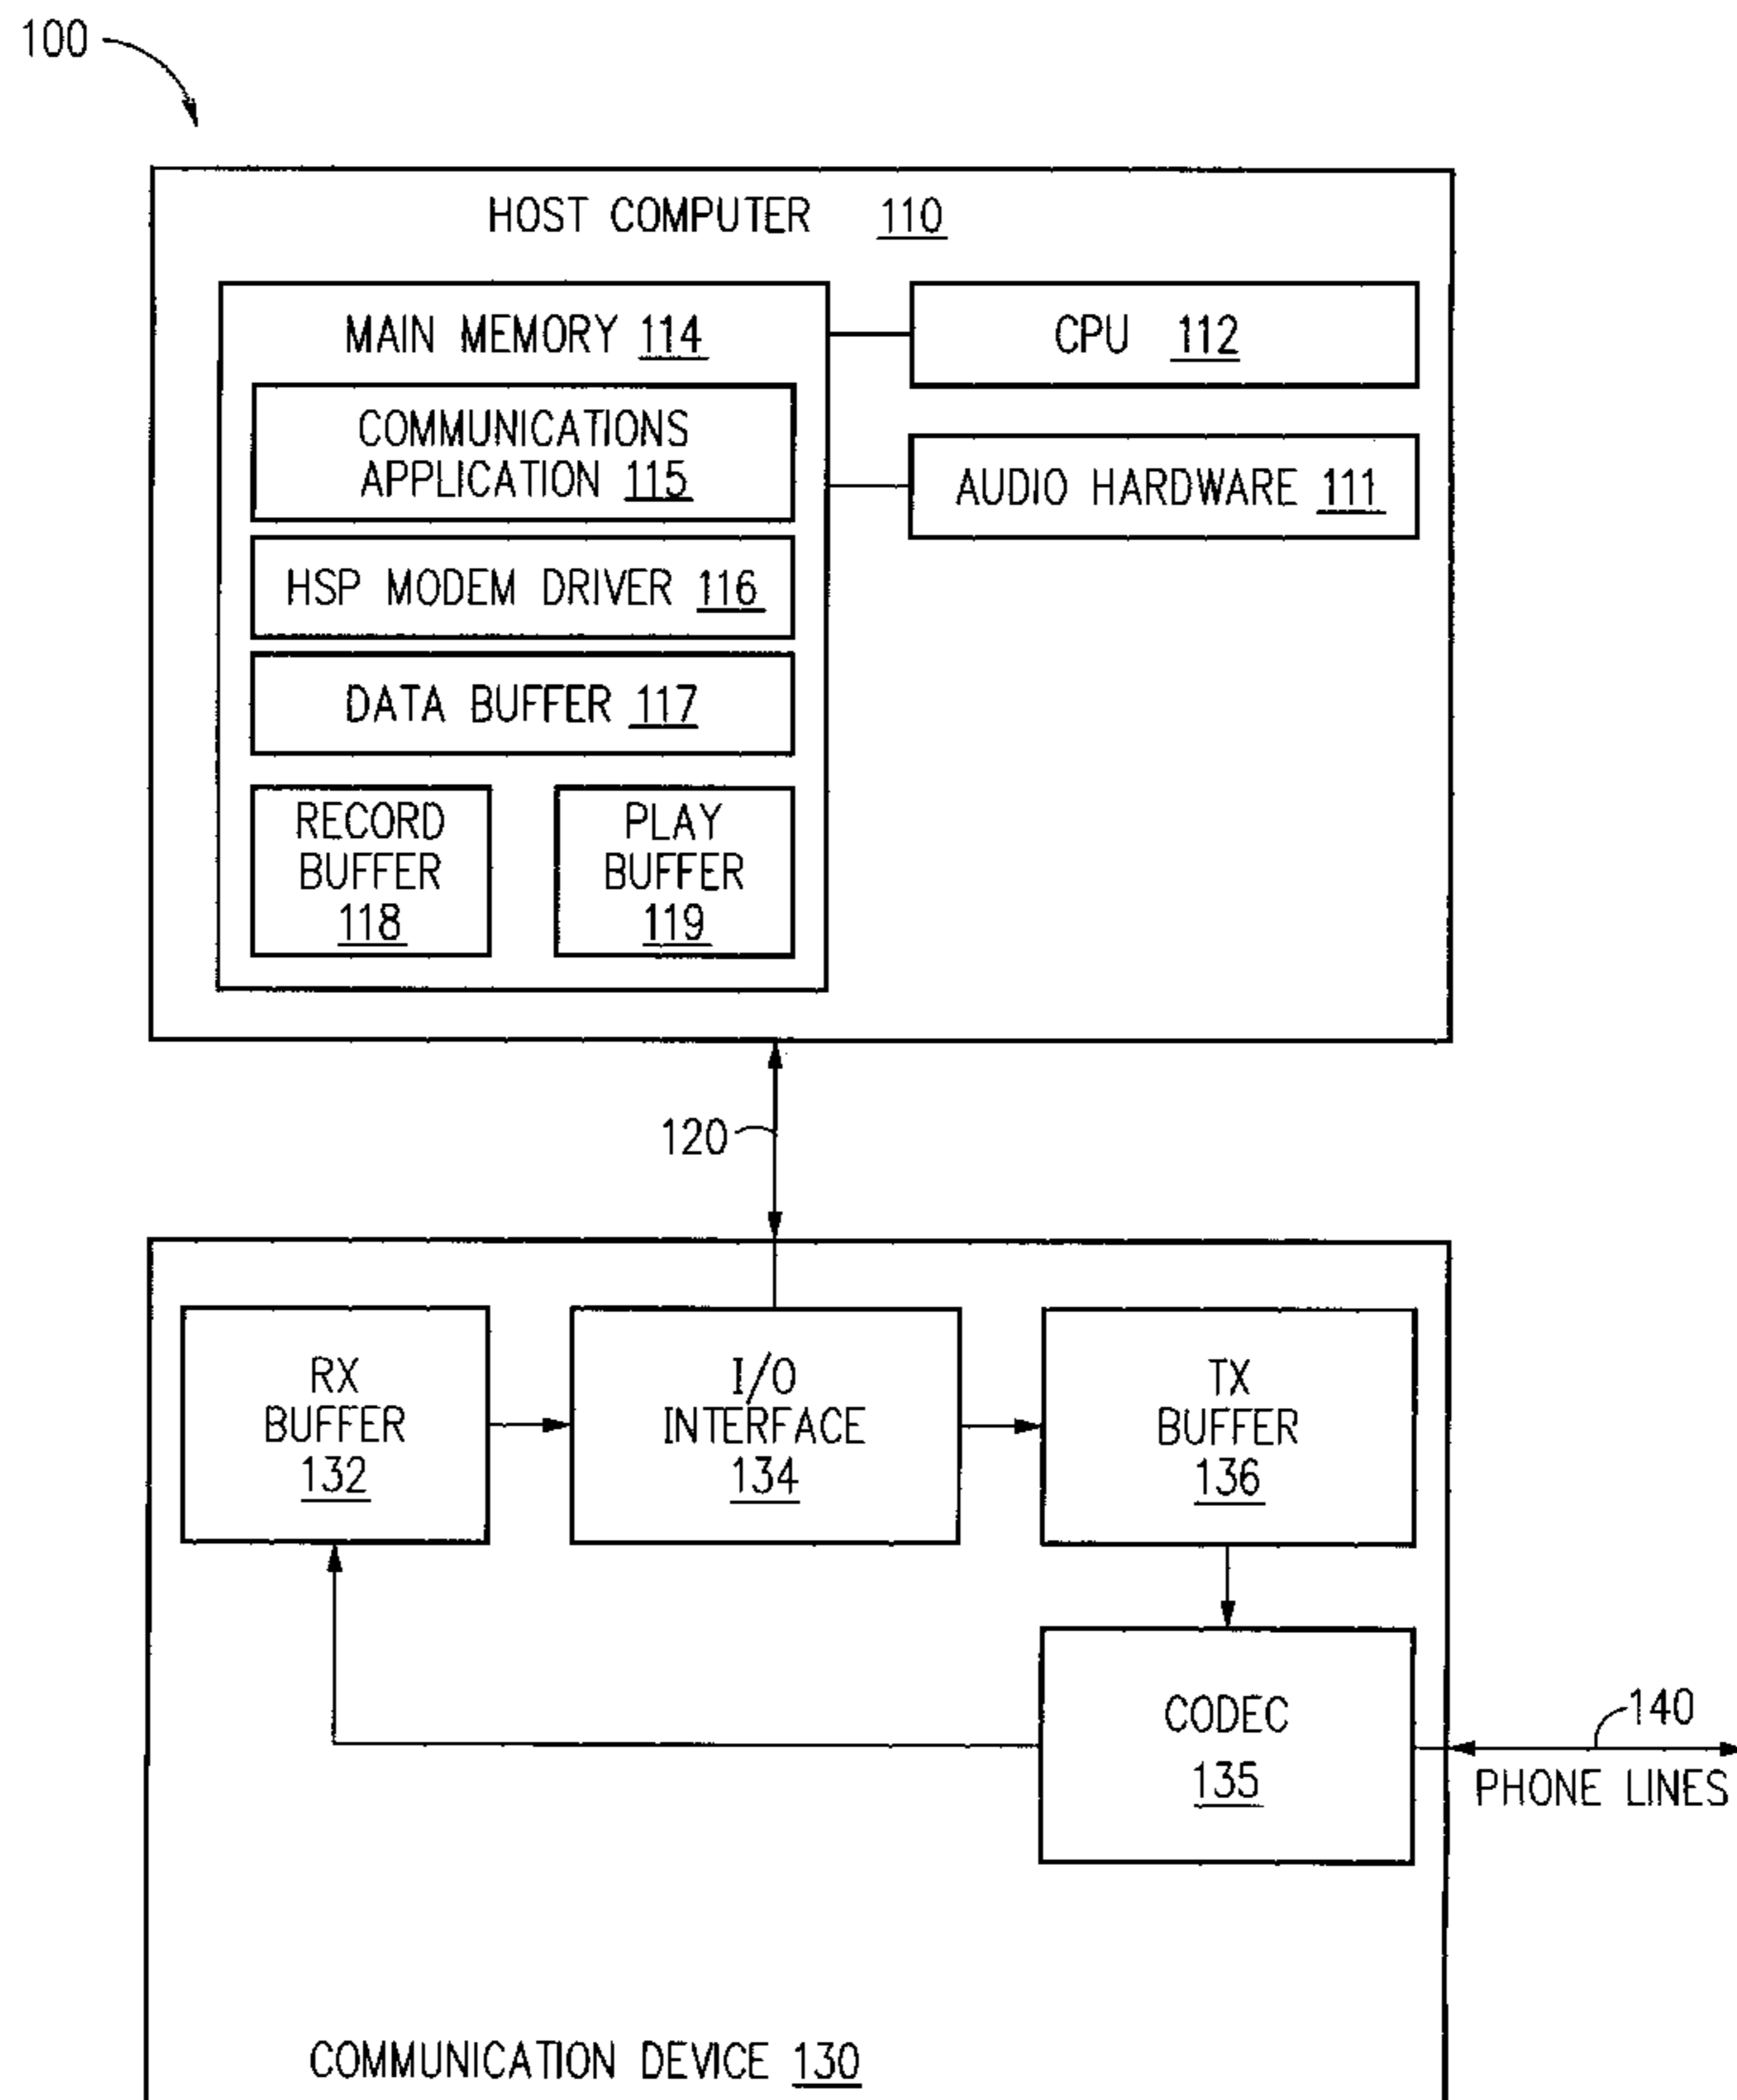 100
HOST COMPUTER 110
MAIN MEMORY 114
CPU 112
COMMUNICATIONS
APPLICATION 115
AUDIO HARDWARE 111
HSP MODEM DRIVER 116
DATA BUFFER 117
RECORD
BUFFER
118
PLAY
BUFFER
119
120
RX
BUFFER
132
I/O
INTERFACE
134
TX
BUFFER
136
CODEC
135
140
PHONE LINES
COMMUNICATION DEVICE 130